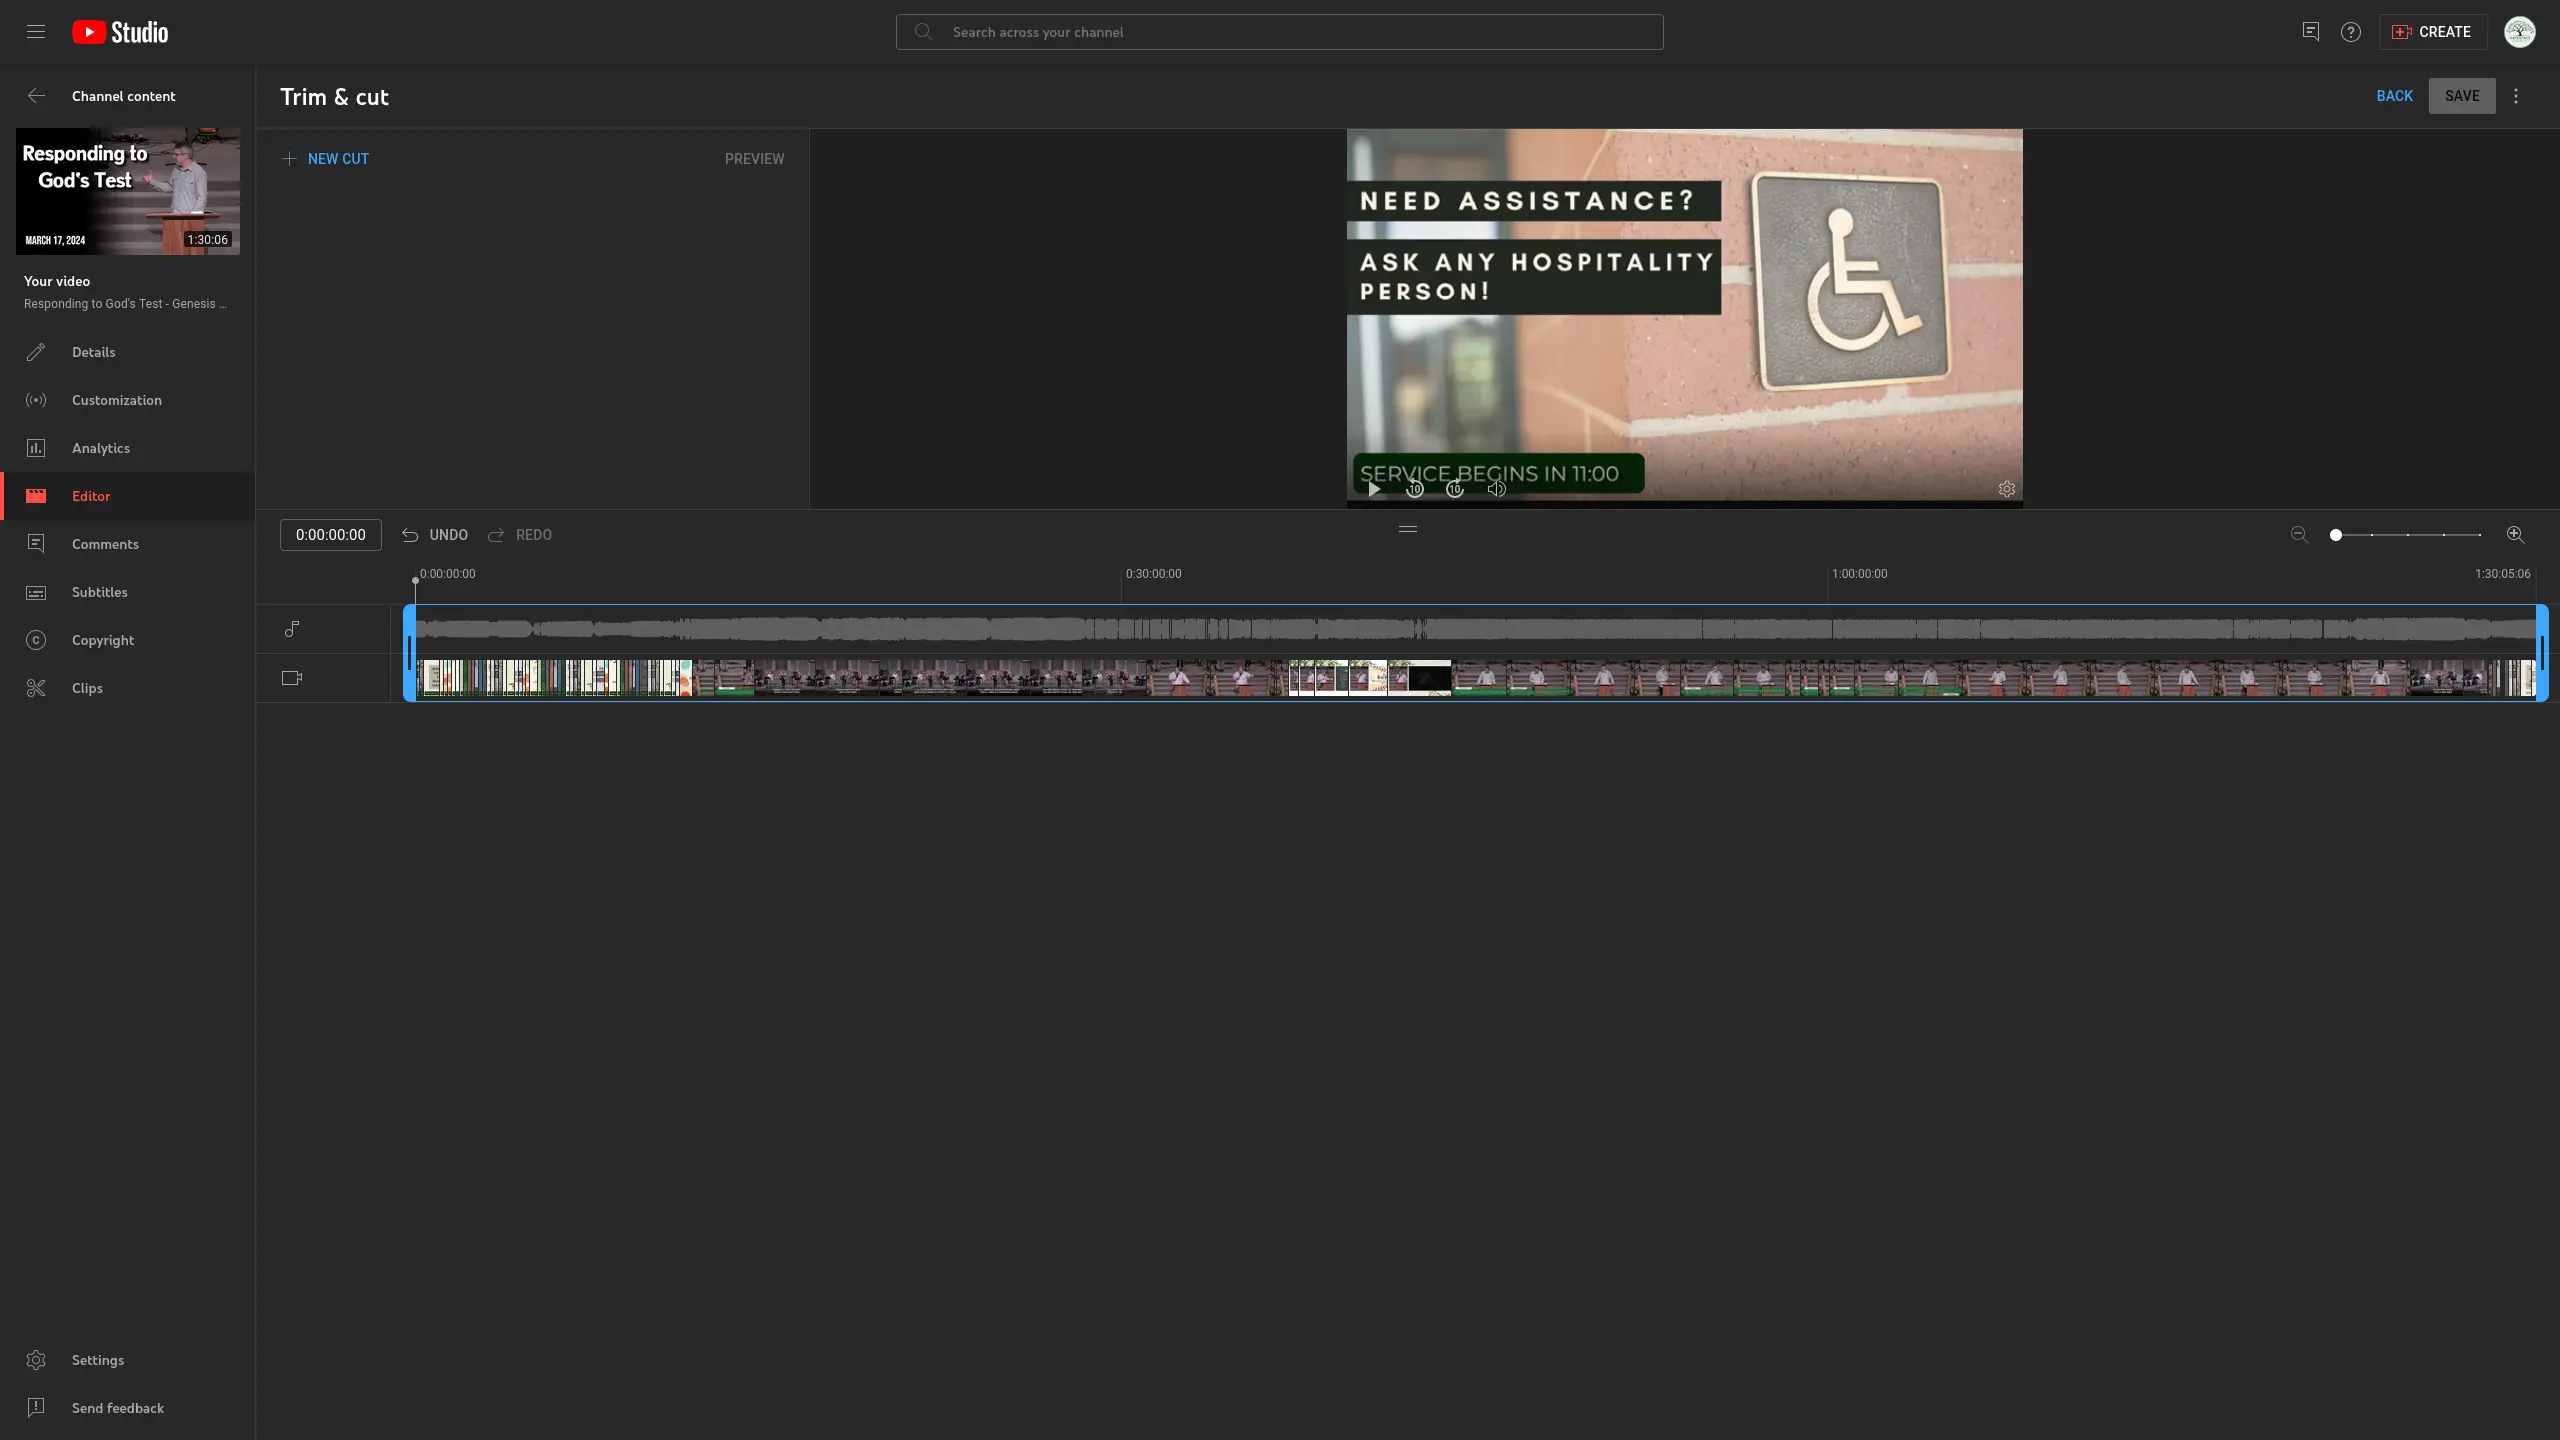 Studio
Search across your channel
CREATE
Channel content
Trim & cut
BACK
SAVE
Responding to
God's Test
MARCH 17, 2024
1:30:06
NEW CUT
PREVIEW
NEED ASSISTANCE?
ASK ANY HOSPITALITY
PERSON!
SERVICE BEGINS IN 11:00
10
10
Your video
Responding to God's Test - Genesis ...
Details
Customization
Analytics
Editor
Comments
Subtitles
Copyright
Clips
0:00:00:00
UNDO
REDO
0:00:00:00
0:30:00:00
1:00:00:00
1:30:05:06
Settings
Send feedback